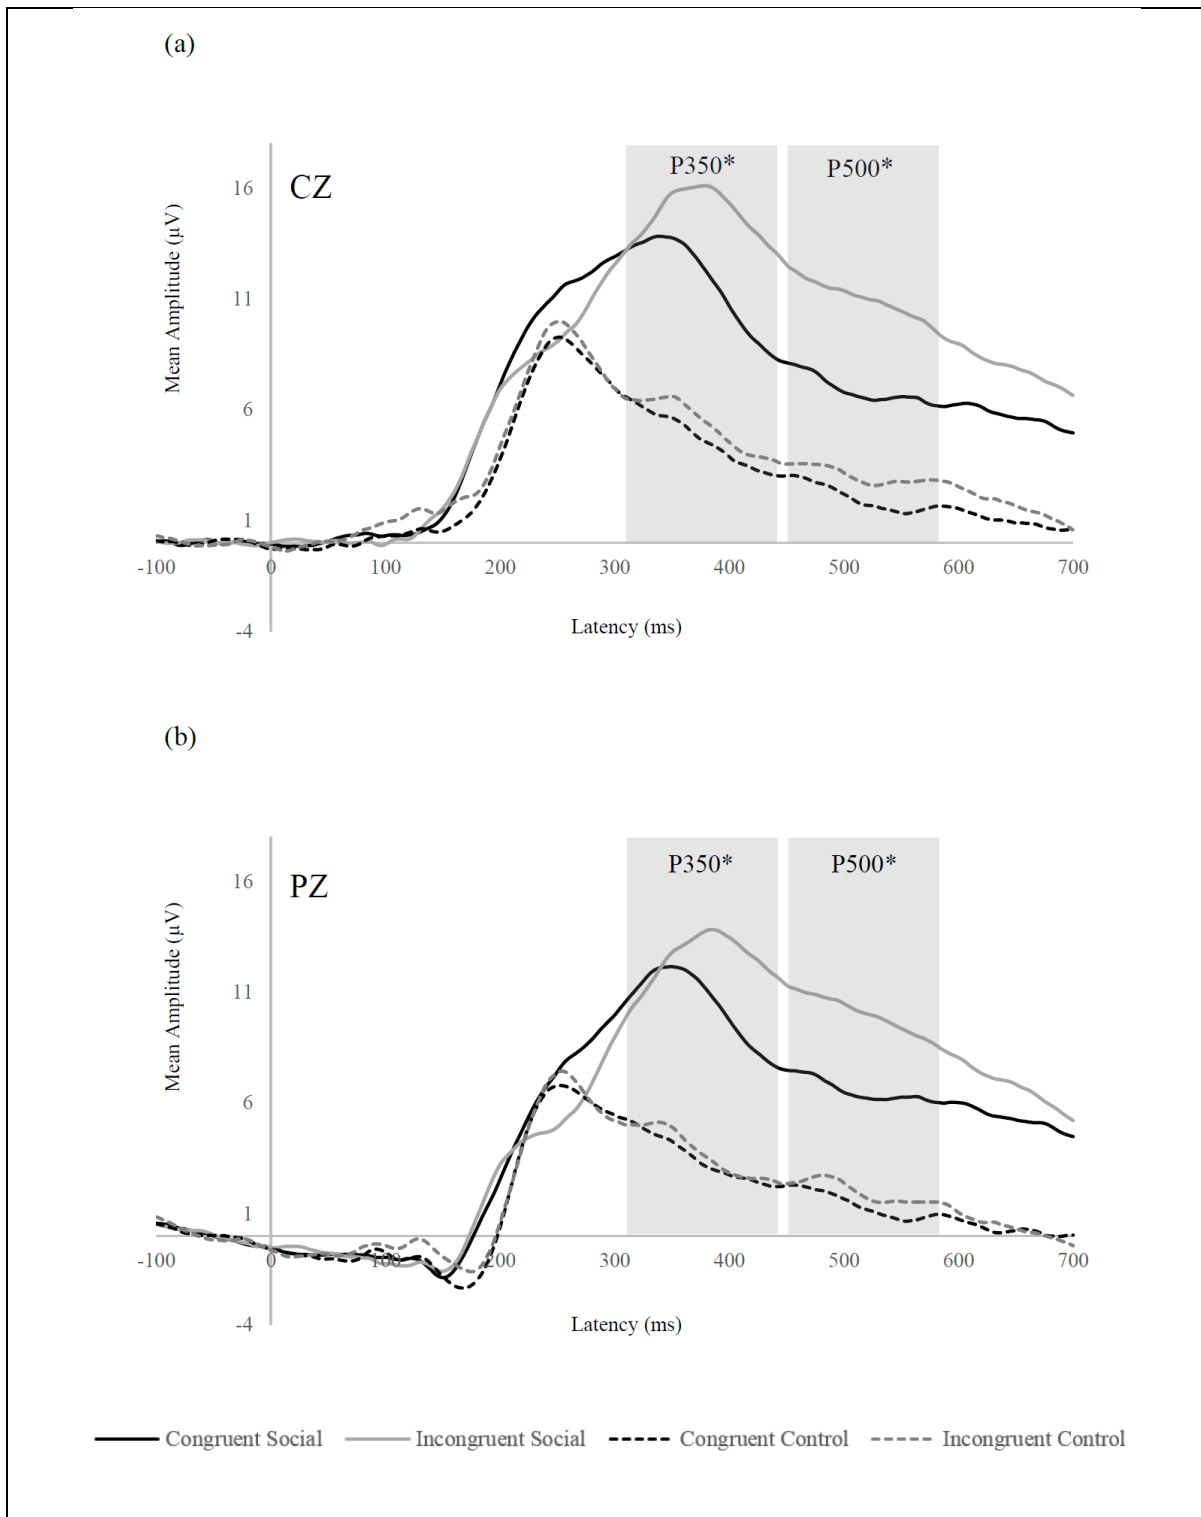 (a)
P350* P500*
16
CZ
Mean Amplitude (µV)
11
6
1
-100 0 100 200 300 400 500 600 700
-4
Latency (ms)
(b)
P350* P500*
16
PZ
Mean Amplitude (µV)
11
6
1
-100 0 100 200 300 400 500 600 700
-4
Latency (ms)
Congruent Social Incongruent Social Congruent Control Incongruent Control